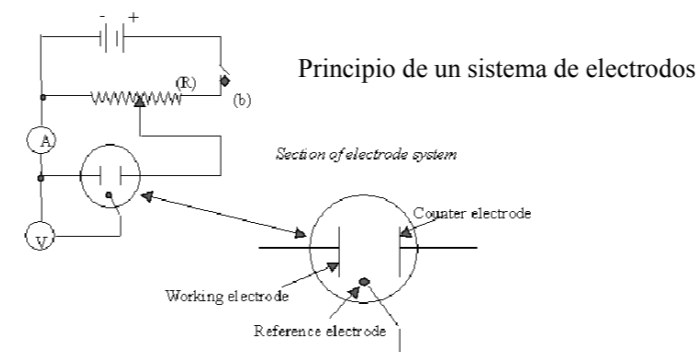 - +
Principio de un sistema de electrodos
(R)
(b)
A
Section of electrode system
V
Counter electrode
Working electrode
Reference electrode